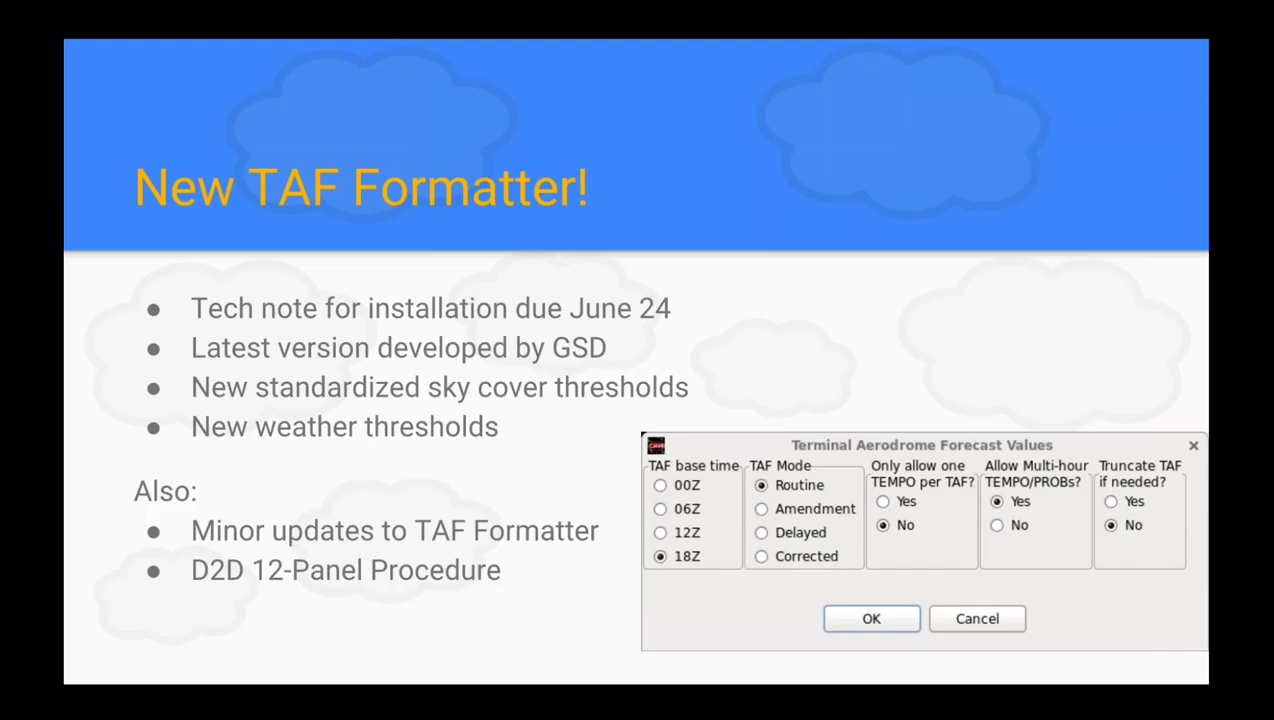 New TAF Formatter!
● Tech note for installation due June 24
● Latest version developed by GSD
● New standardized sky cover thresholds
● New weather thresholds
Also:
● Minor updates to TAF Formatter
● D2D 12-Panel Procedure
Terminal Aerodrome Forecast Values
TAF base time
00Z
06Z
12Z
18Z
TAF Mode
Routine
Amendment
Delayed
Corrected
Only allow one
TEMPO per TAF?
Yes
No
Allow Multi-hour
TEMPO/PROBs?
Yes
No
Truncate TAF
if needed?
Yes
No
OK
Cancel